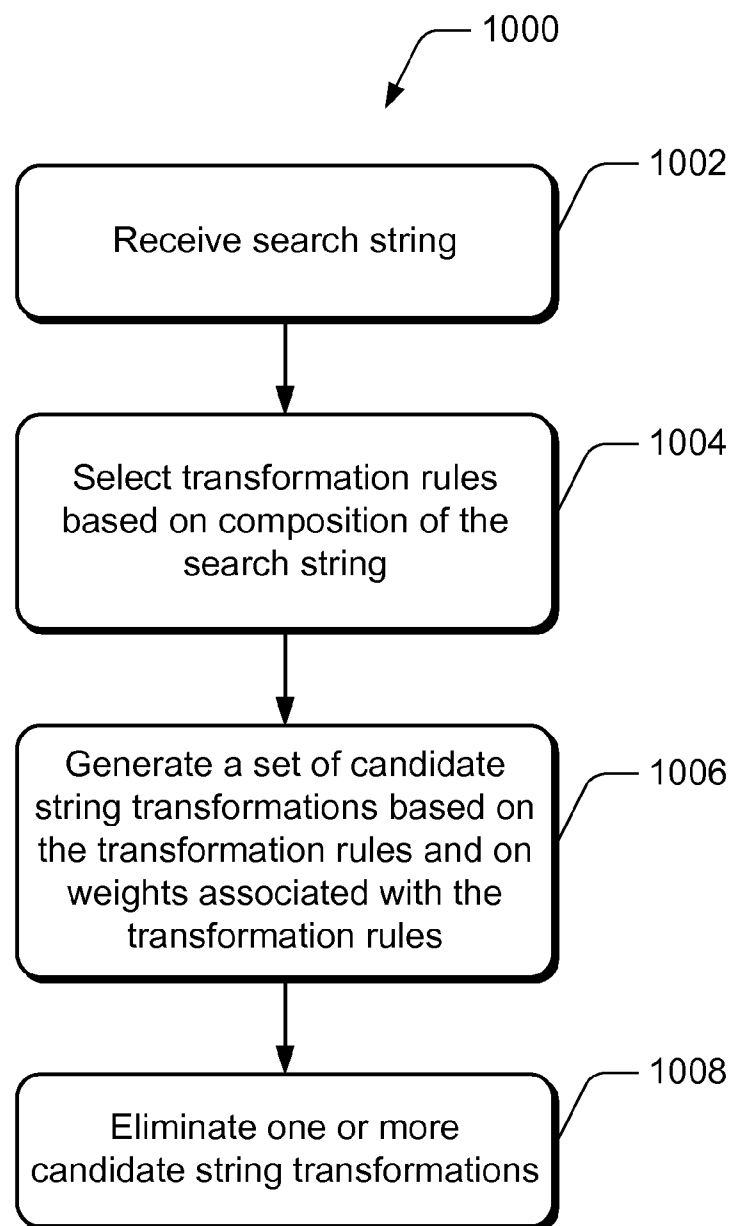 1000
1002
Receive search string
1004
Select transformation rules
based on composition of the
search string
1006
Generate a set of candidate
string transformations based on
the transformation rules and on
weights associated with the
transformation rules
1008
Eliminate one or more
candidate string transformations